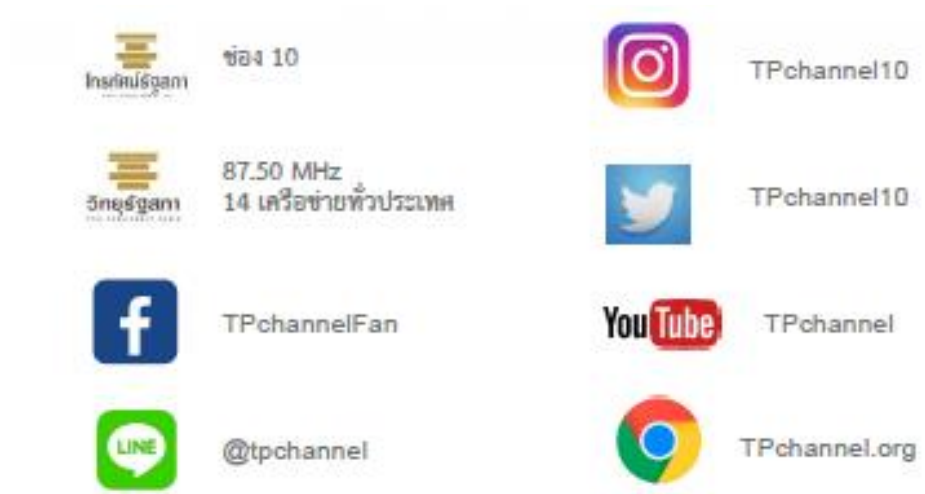 โทรทัศน์รัฐสภา
ช่อง 10
วิทยุรัฐสภา
87.50 MHz
14 เครือข่ายทั่วประเทศ
f
TPchannelFan
LINE
@tpchannel
TPchannel10
TPchannel10
YouTube
TPchannel
TPchannel.org